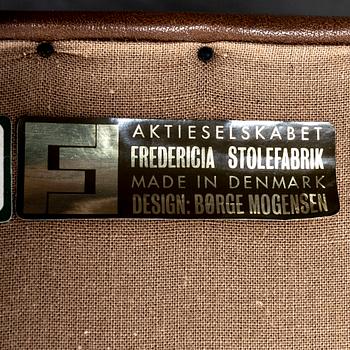 AKTIESELSKABET
FREDERICIA STOLEFABRIK
MADE IN DENMARK
DESIGN: BØRGE MOGENSEN